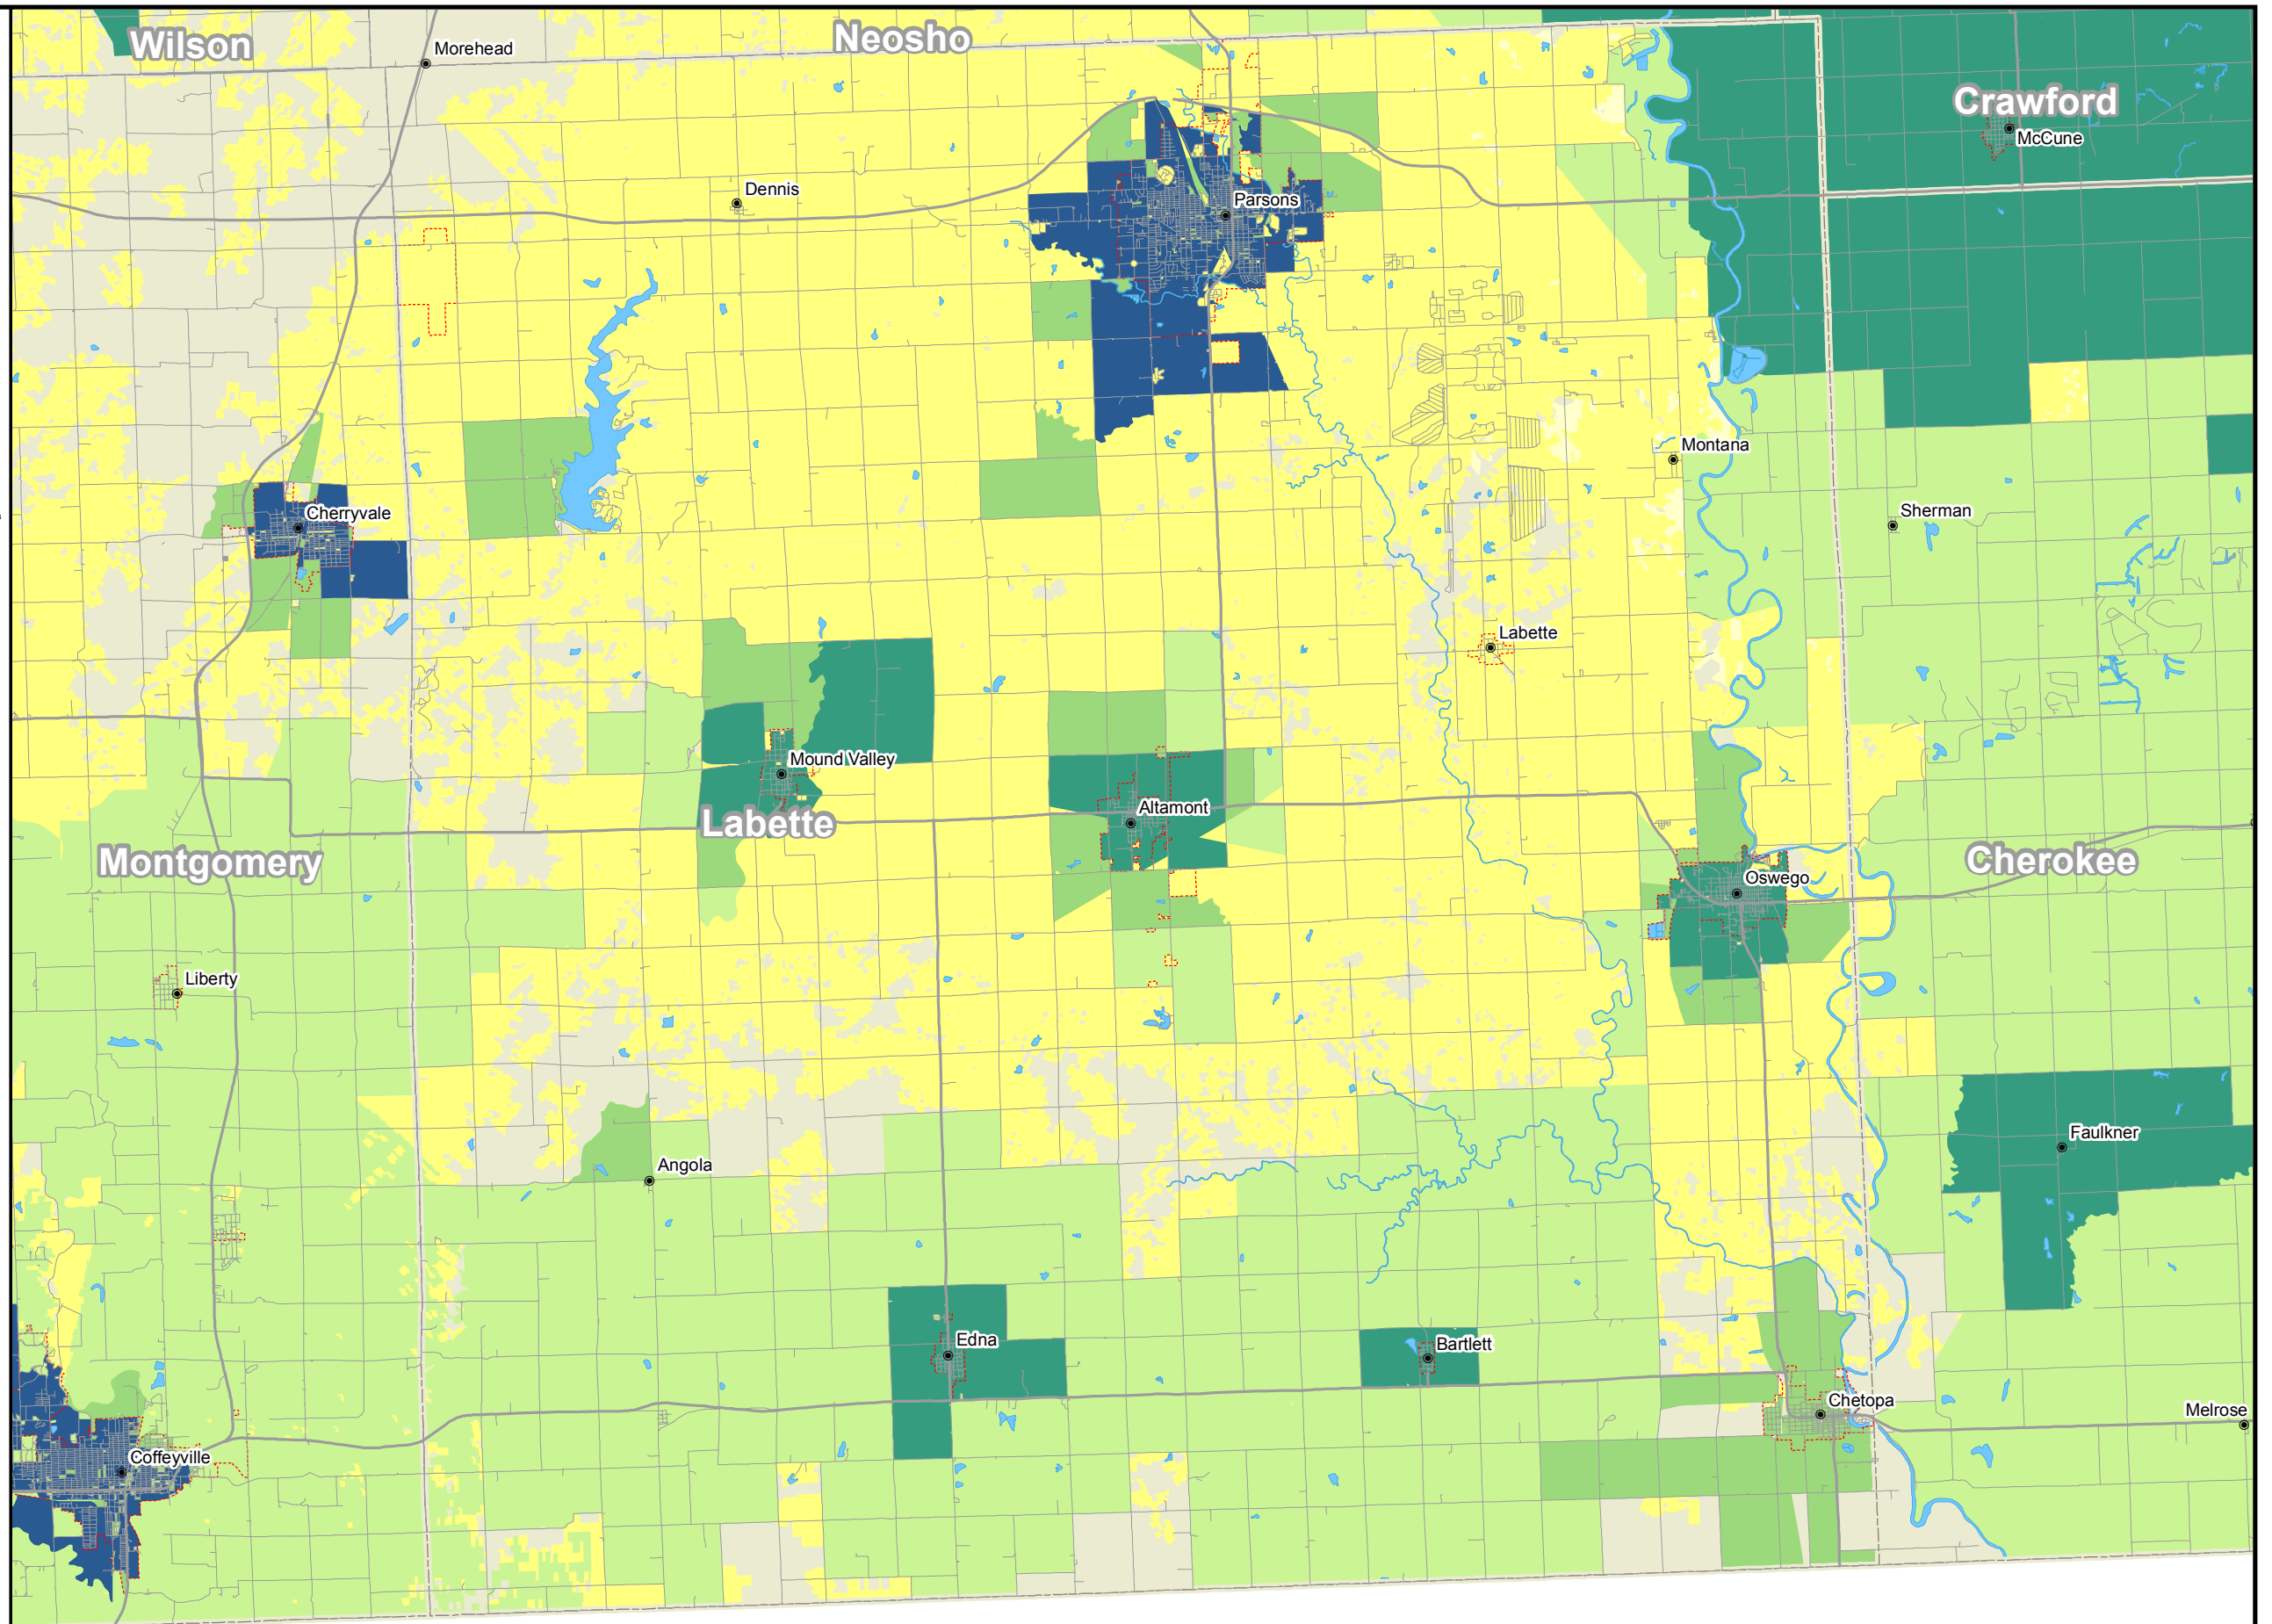 Wilson
Morehead
Neosho
Crawford
McCune
Dennis
Parsons
Montana
Cherryvale
Sherman
Labette
Mound Valley
Altamont
Labette
Montgomery
Cherokee
Oswego
Liberty
Faulkner
Angola
Edna
Bartlett
Chetopa
Melrose
Coffeyville